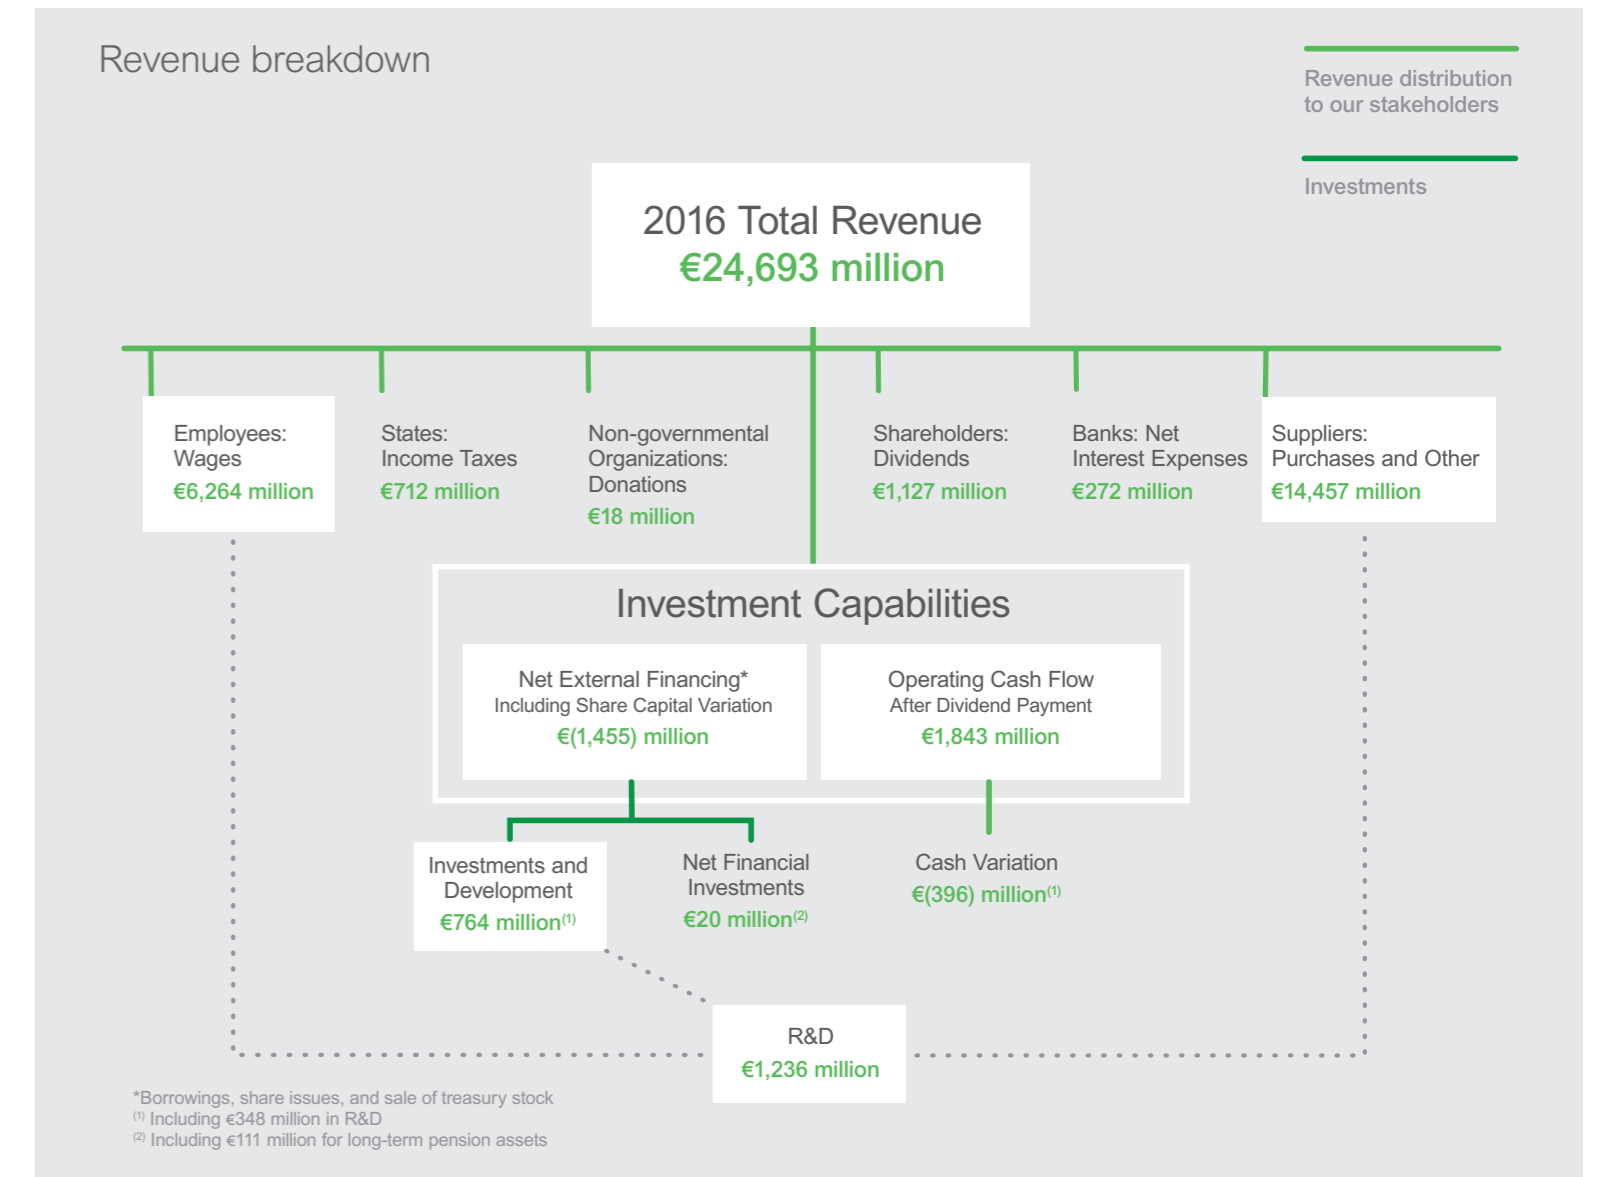 Revenue breakdown
Revenue distribution
to our stakeholders
Investments
2016 Total Revenue
€24,693 million
Employees:
Wages
€6,264 million
States:
Income Taxes
€712 million
Non-governmental
Organizations:
Donations
€18 million
Shareholders:
Dividends
€1,127 million
Banks: Net
Interest Expenses
€272 million
Suppliers:
Purchases and Other
€14,457 million
Investment Capabilities
Net External Financing*
Including Share Capital Variation
€(1,455) million
Operating Cash Flow
After Dividend Payment
€1,843 million
Investments and
Development
€764 million(1)
Net Financial
Investments
€20 million(2)
Cash Variation
€(396) million(1)
R&D
€1,236 million
*Borrowings, share issues, and sale of treasury stock
(1) Including €348 million in R&D
(2) Including €111 million for long-term pension assets